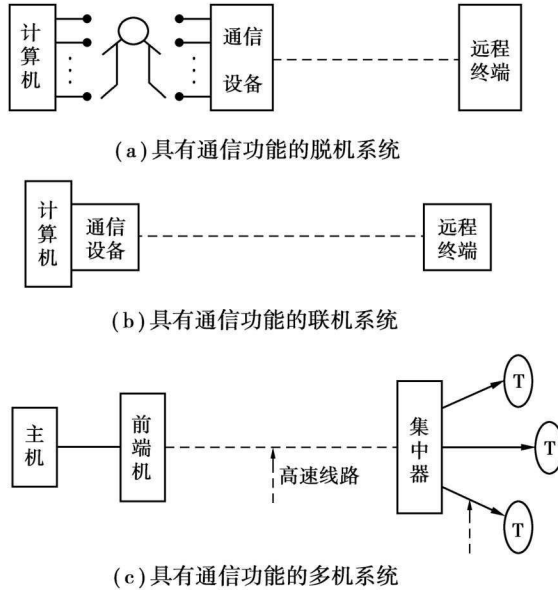 计算机
通信设备
远程终端
(a)具有通信功能的脱机系统
计算机
通信设备
远程终端
(b)具有通信功能的联机系统
主机
前端机
高速线路
集中器
T
T
T
(c)具有通信功能的多机系统